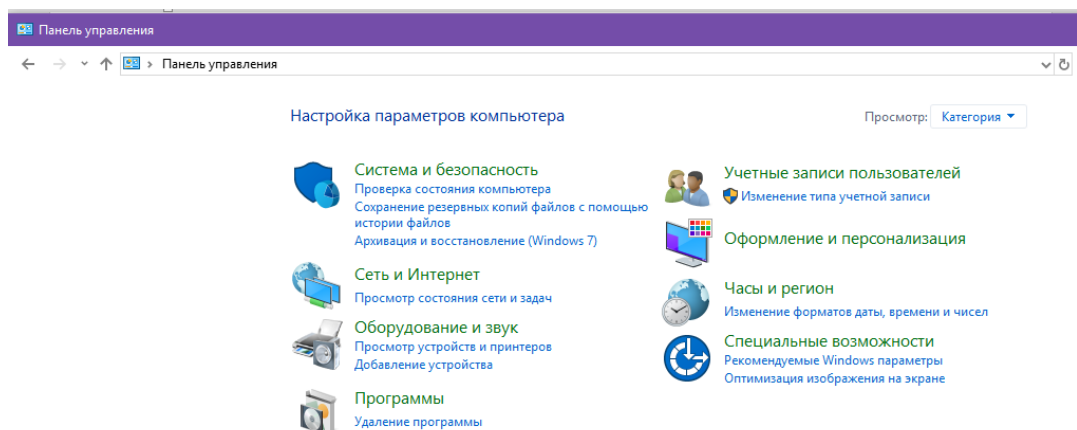 Панель управления
Панель управления
Настройка параметров компьютера
Просмотр: Категория
Система и безопасность
Проверка состояния компьютера
Сохранение резервных копий файлов с помощью
истории файлов
Архивация и восстановление (Windows 7)
Сеть и Интернет
Просмотр состояния сети и задач
Оборудование и звук
Просмотр устройств и принтеров
Добавление устройства
Программы
Удаление программы
Учетные записи пользователей
Изменение типа учетной записи
Оформление и персонализация
Часы и регион
Изменение форматов даты, времени и чисел
Специальные возможности
Рекомендуемые Windows параметры
Оптимизация изображения на экране